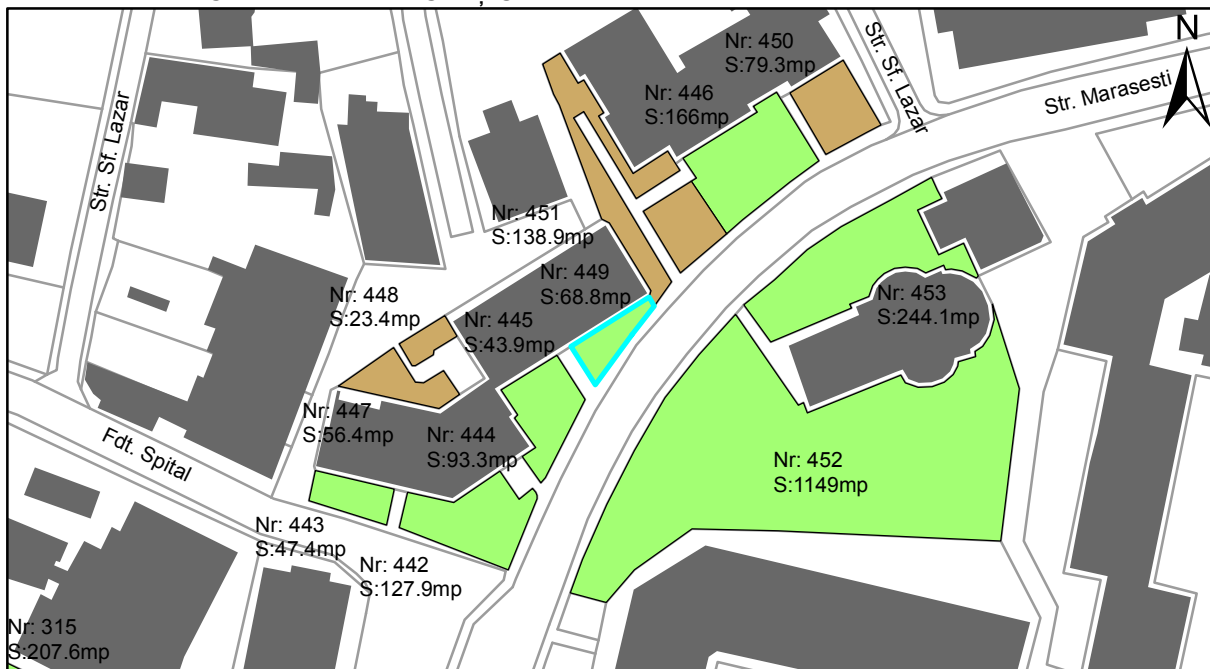 Nr: 450
S:79.3mp
Str. Sf. Lazar
N
Nr: 446
S:166mp
Str. Marasesti
Str. Sf. Lazar
Nr: 451
S:138.9mp
Nr: 449
S:68.8mp
Nr: 448
S:23.4mp
Nr: 445
S:43.9mp
Nr: 453
S:244.1mp
Nr: 447
S:56.4mp
Nr: 444
S:93.3mp
Fdt. Spital
Nr: 452
S:1149mp
Nr: 443
S:47.4mp
Nr: 442
S:127.9mp
Nr: 315
S:207.6mp